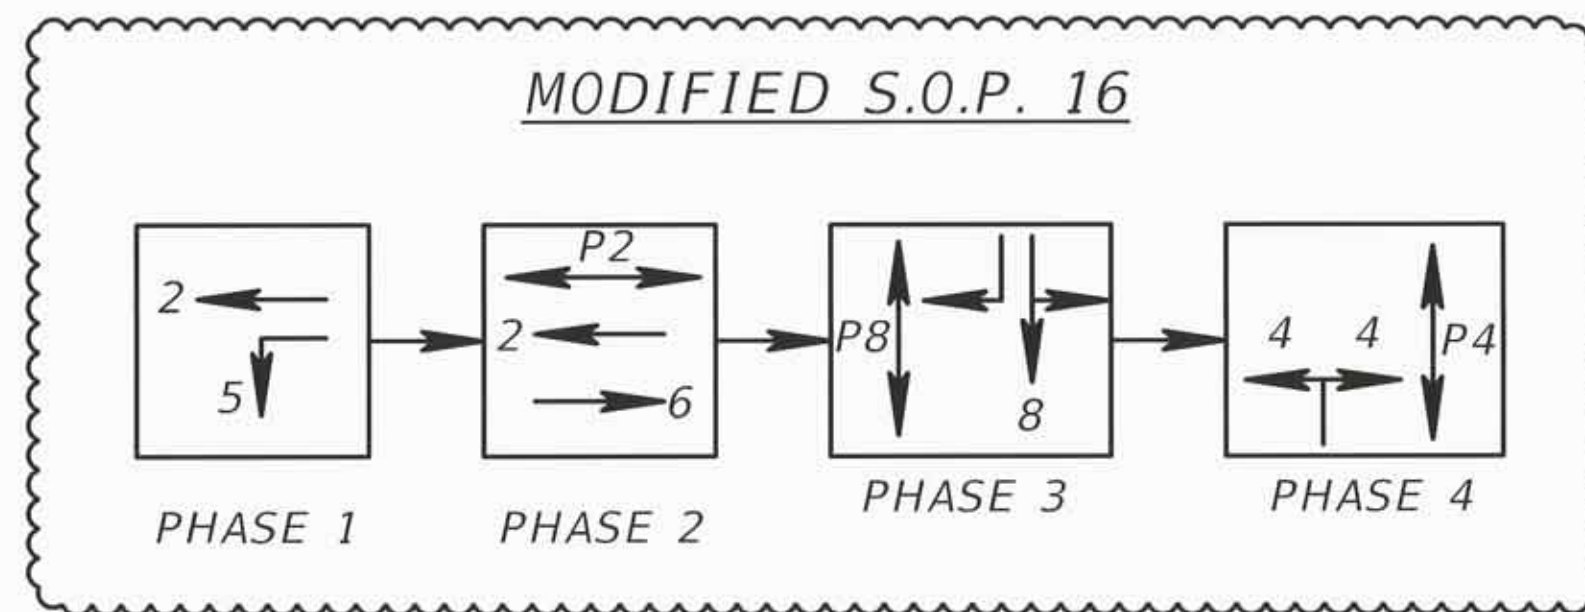 MODIFIED S.O.P. 16
2
5
PHASE 1
P2
2
6
PHASE 2
P8
8
PHASE 3
4 4
P4
PHASE 4